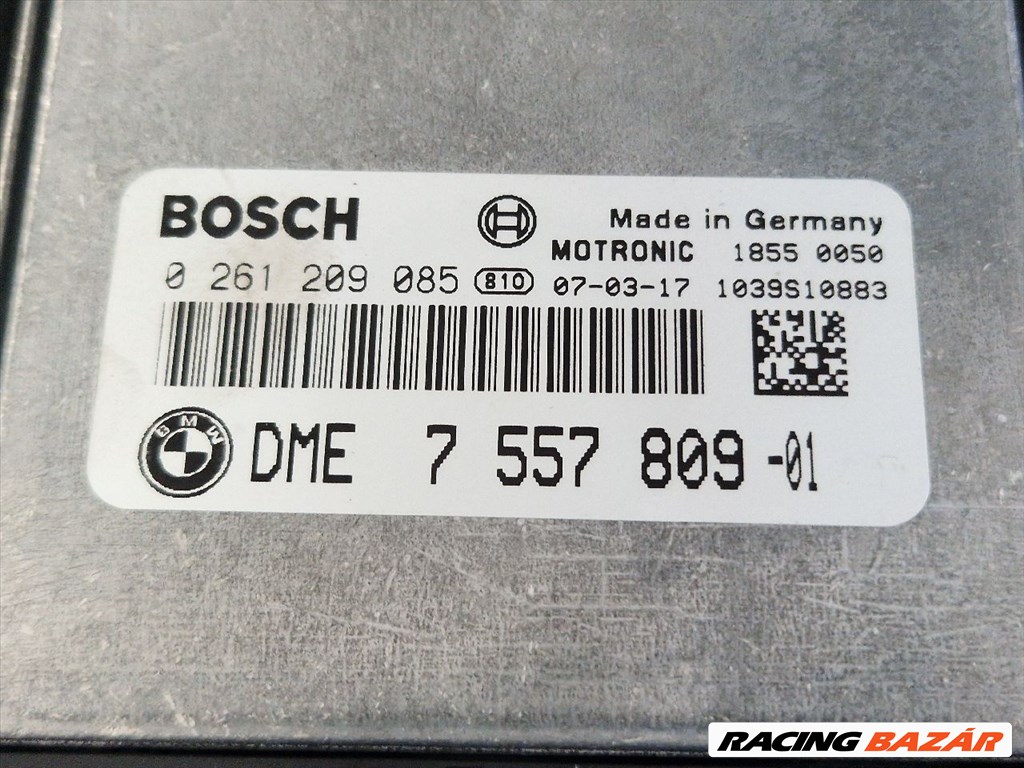 BOSCH
Made in Germany
MOTRONIC 1855 0050
0 261 209 085 810 07-03-17 1039S10883
BMW DME 7 557 809 -01
RACING BAZÁR